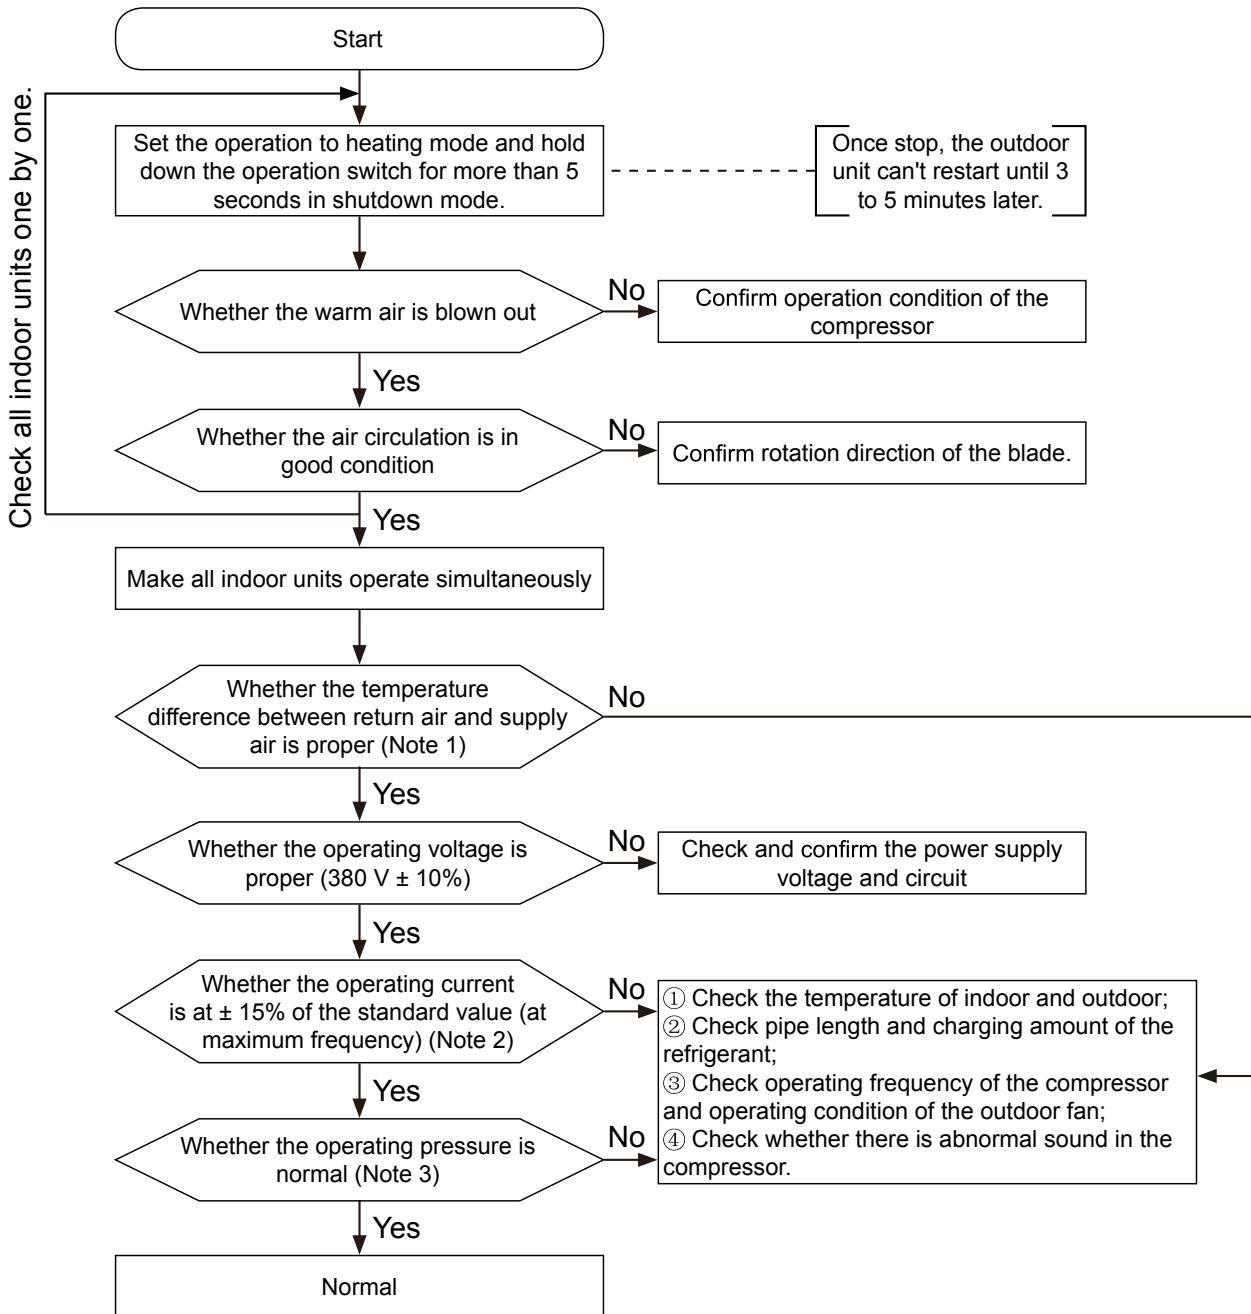 Start
Check all indoor units one by one.
Set the operation to heating mode and hold
down the operation switch for more than 5
seconds in shutdown mode.
Once stop, the outdoor
unit can't restart until 3
to 5 minutes later.
Whether the warm air is blown out
No
Confirm operation condition of the
compressor
Yes
Whether the air circulation is in
good condition
No
Confirm rotation direction of the blade.
Yes
Make all indoor units operate simultaneously
Whether the temperature
difference between return air and supply
air is proper (Note 1)
No
Yes
Whether the operating voltage is
proper (380 V ± 10%)
No
Check and confirm the power supply
voltage and circuit
Yes
Whether the operating current
is at ± 15% of the standard value (at
maximum frequency) (Note 2)
No
① Check the temperature of indoor and outdoor;
② Check pipe length and charging amount of the
refrigerant;
③ Check operating frequency of the compressor
and operating condition of the outdoor fan;
④ Check whether there is abnormal sound in the
compressor.
Yes
Whether the operating pressure is
normal (Note 3)
No
Yes
Normal